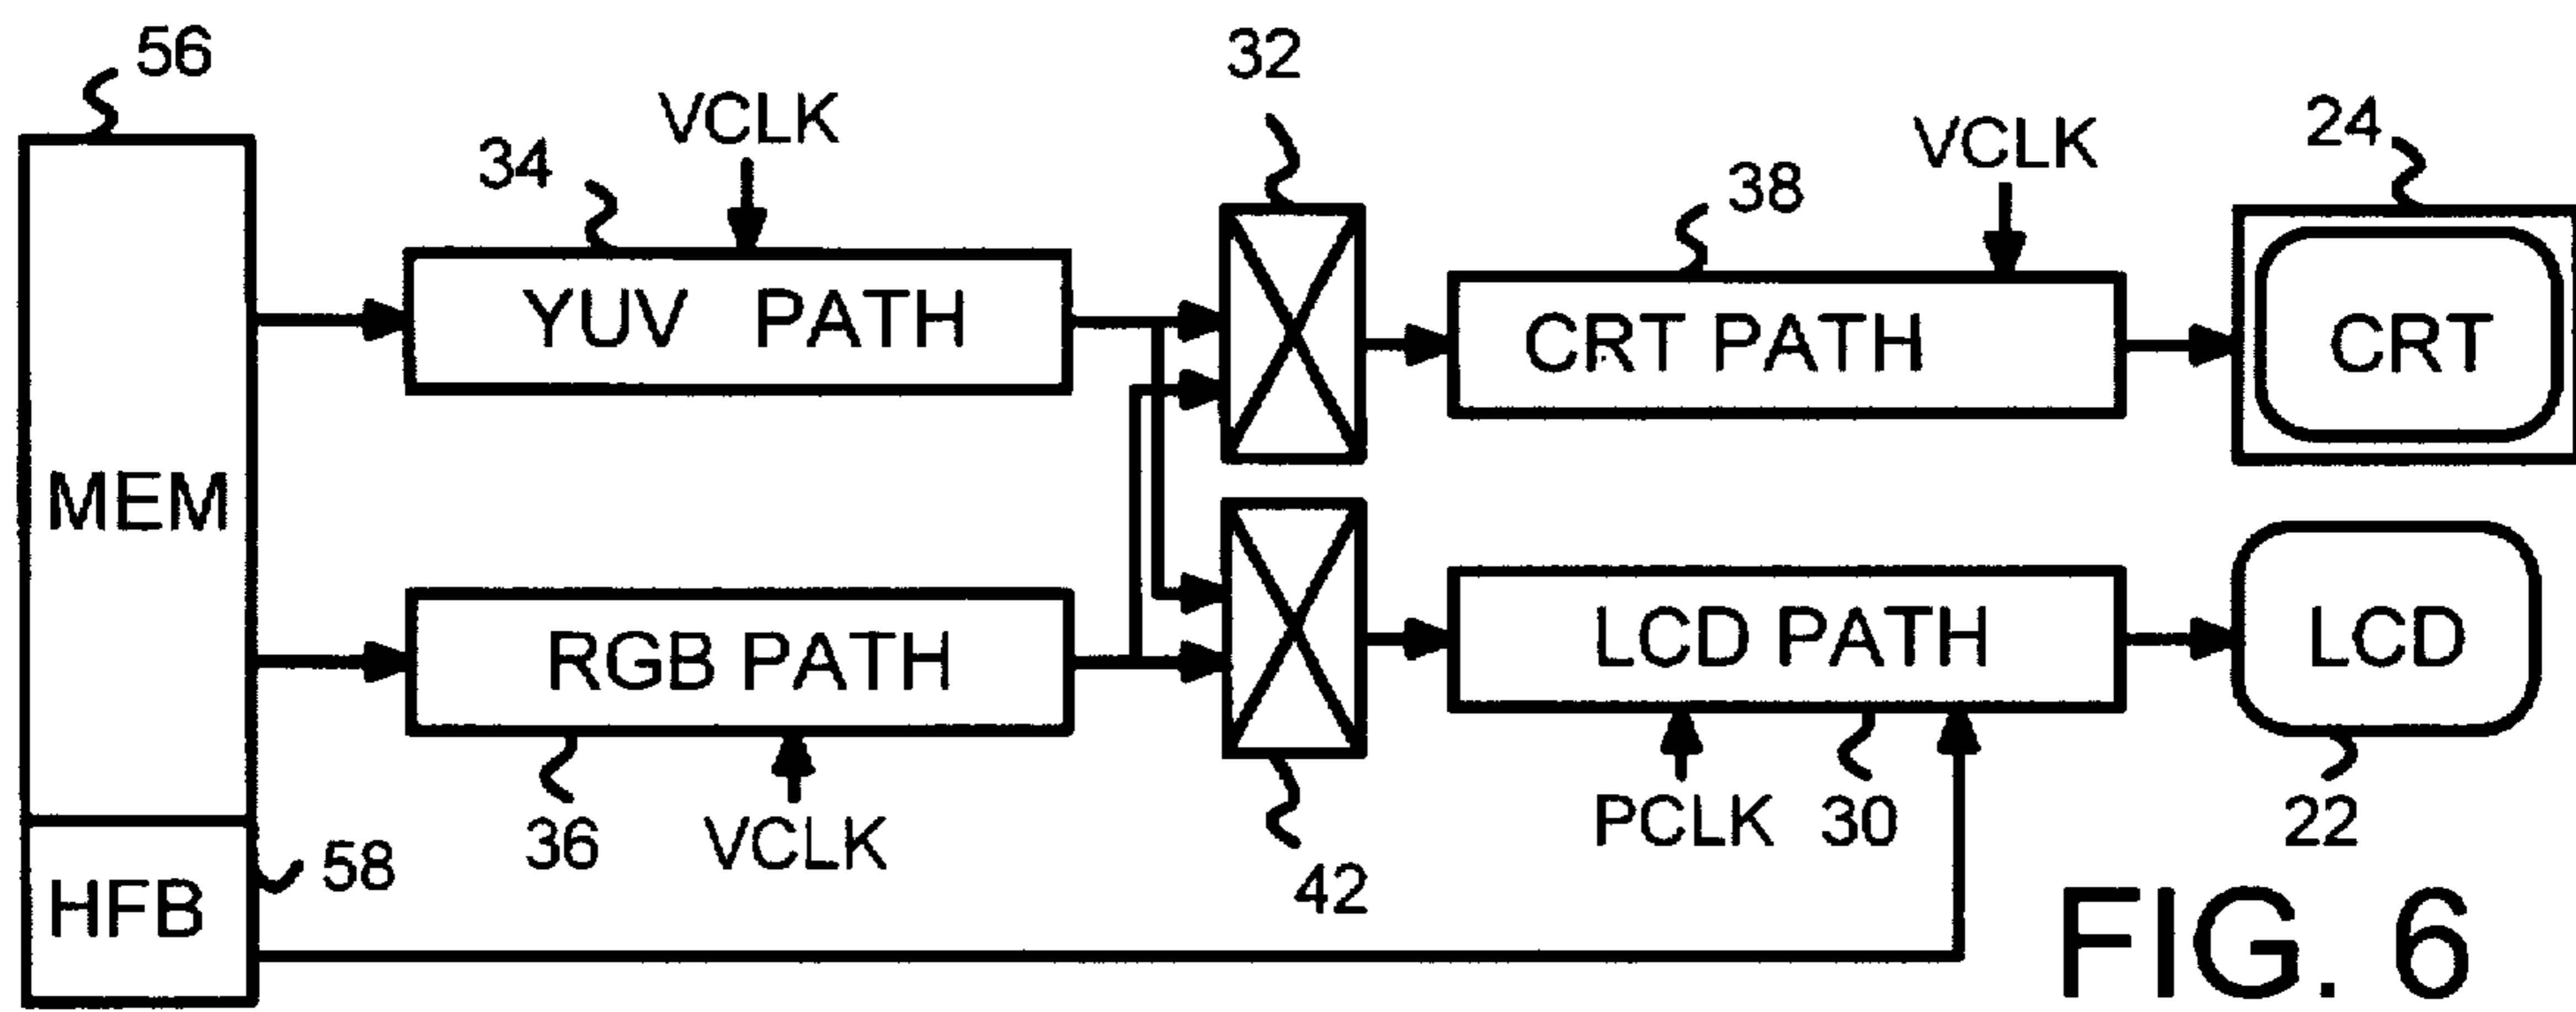 56
32
VCLK
24
VCLK
34
38
YUV PATH
CRT PATH
CRT
MEM
RGB PATH
LCD PATH
LCD
36
VCLK
PCLK
30
22
58
42
HFB
FIG. 6